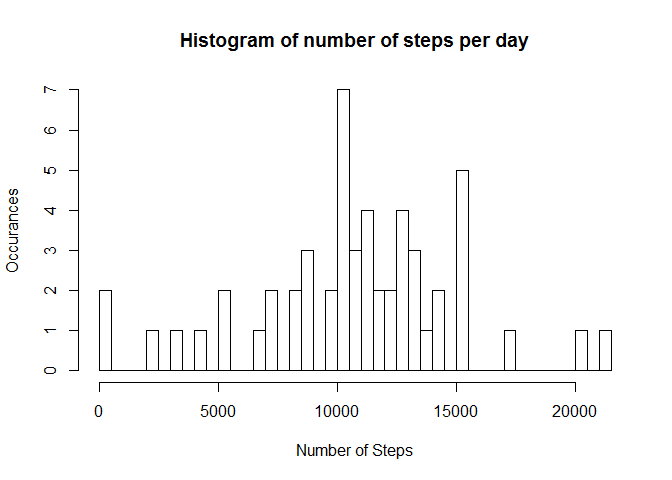 Histogram of number of steps per day
Occurances
7
6
5
4
3
2
1
0
0 5000 10000 15000 20000
Number of Steps